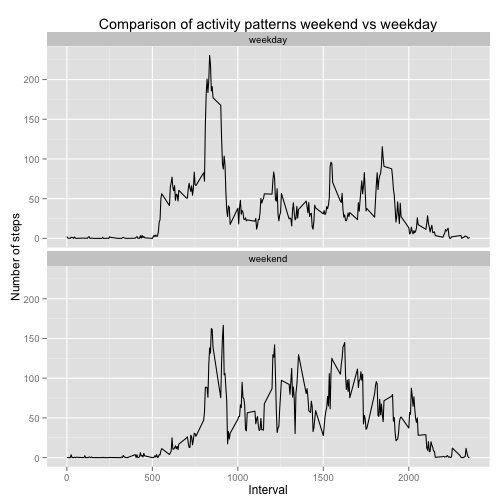 Comparison of activity patterns weekend vs weekday
weekday
200
150
100
50
0
weekend
200
150
100
50
0
Number of steps
0 500 1000 1500 2000
Interval